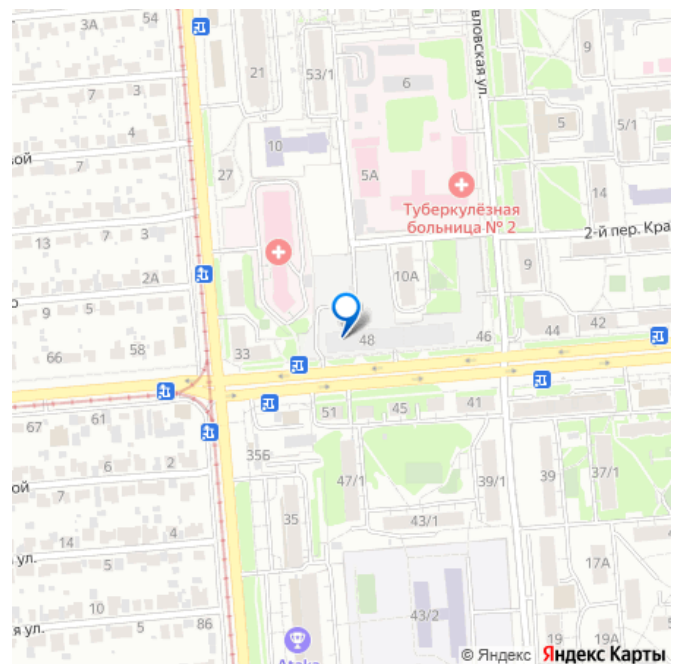 3А
54
21
53/1
6
вловская ул.
9
7
3
4
10
5
5/1
вой
7
27
5А
14
Туберкулёзная
больница № 2
13
7
3
2-й пер. Кра
2А
10А
9
о
9
5
66
58
33
48
46
44
42
67
61
51
45
41
35Б
6
2
47/1
39/1
39
37/1
ой
7
35
43/1
14
4
ул.
5
17А
10
5
86
43/2
19
19А
я ул.
© Яндекс
Яндекс Карты